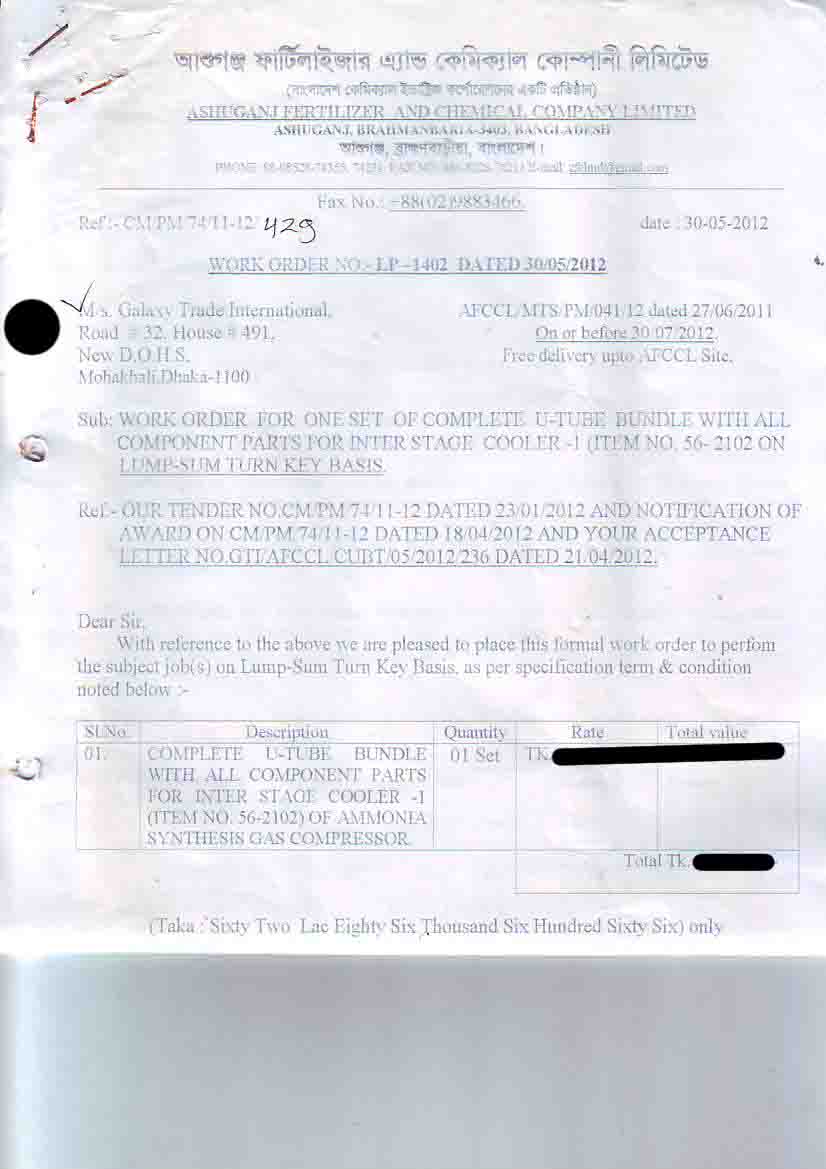 আশুগঞ্জ ফার্টিলাইজার এ্যান্ড কেমিক্যাল কোম্পানী লিমিটেড
(বাংলাদেশ কেমিক্যাল ইন্ডাষ্ট্রিজ কর্পোরেশনের একটি প্রতিষ্ঠান)
ASHUGANJ FERTILIZER AND CHEMICAL COMPANY LIMITED
ASHUGANJ, BRAHMANBARIA-3403, BANGLADESH
আশুগঞ্জ, ব্রাহ্মণবাড়ীয়া, বাংলাদেশ।
PHONE: E-mail:
Fax No.: +88(02)9883466.
Ref :- CM/PM/74/11-12/ 429 date : 30-05-2012
WORK ORDER NO:- LP-1402 DATED 30/05/2012
M/s. Galaxy Trade International, AFCCL/MTS/PM/041/12 dated 27/06/2011
Road # 32, House # 491, On or before 30/07/2012.
New D.O.H.S, Free delivery upto AFCCL Site.
Mohakhali,Dhaka-1100
Sub: WORK ORDER FOR ONE SET OF COMPLETE U-TUBE BUNDLE WITH ALL
COMPONENT PARTS FOR INTER STAGE COOLER -I (ITEM NO. 56- 2102 ON
LUMP-SUM TURN KEY BASIS.
Ref:- OUR TENDER NO.CM/PM 74/11-12 DATED 23/01/2012 AND NOTIFICATION OF
AWARD ON CM/PM/74/11-12 DATED 18/04/2012 AND YOUR ACCEPTANCE
LETTER NO.GTI/AFCCL CUBT/05/2012/236 DATED 21.04.2012.
Dear Sir,
With reference to the above we are pleased to place this formal work order to perfom
the subject job(s) on Lump-Sum Turn Key Basis, as per specification term & condition
noted below :-
Sl.No. Description Quantity Rate Total value
01. COMPLETE U-TUBE BUNDLE 01 Set TK.
WITH ALL COMPONENT PARTS
FOR INTER STAGE COOLER -I
(ITEM NO. 56-2102) OF AMMONIA
SYNTHESIS GAS COMPRESSOR.
Total Tk.
(Taka : Sixty Two Lac Eighty Six Thousand Six Hundred Sixty Six) only